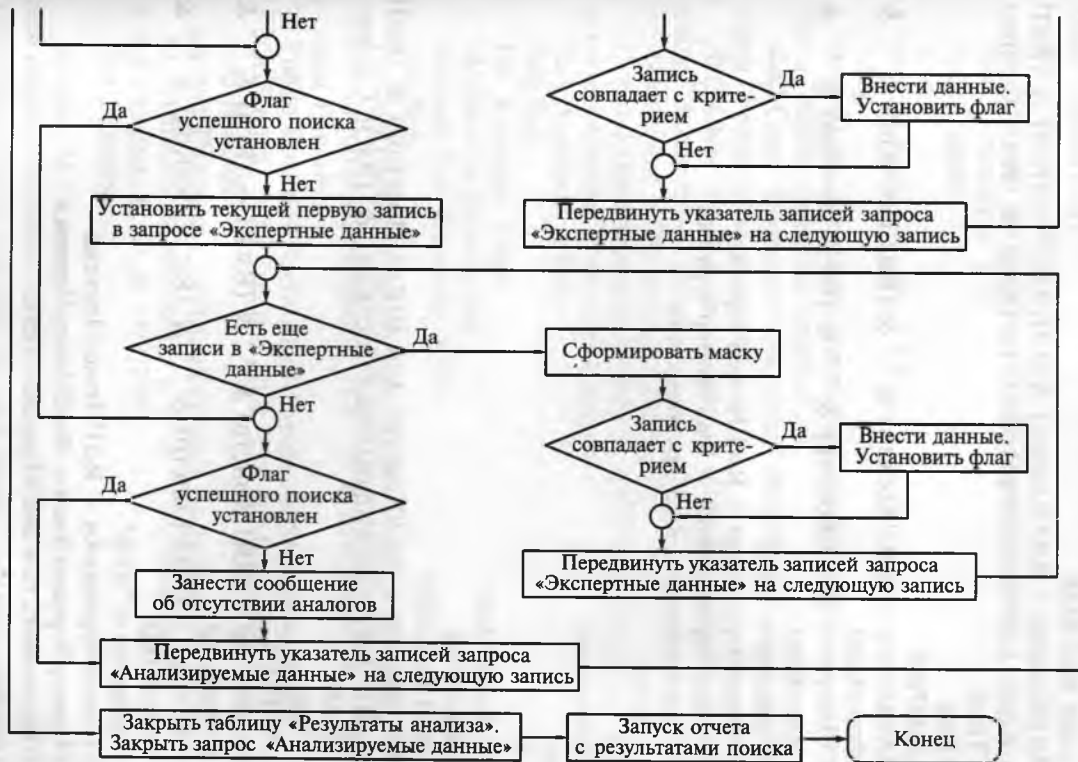 Нет
Флаг
успешного поиска
установлен
Да
Нет
Установить текущей первую запись
в запросе «Экспертные данные»
Запись
совпадает с крите-
рием
Да
Внести данные.
Установить флаг
Нет
Передвинуть указатель записей запроса
«Экспертные данные» на следующую запись
Есть еще
записи в «Экспертные
данные»
Да
Сформировать маску
Нет
Запись
совпадает с крите-
рием
Да
Внести данные.
Установить флаг
Нет
Передвинуть указатель записей запроса
«Экспертные данные» на следующую запись
Флаг
успешного поиска
установлен
Да
Нет
Занести сообщение
об отсутствии аналогов
Передвинуть указатель записей запроса
«Анализируемые данные» на следующую запись
Закрыть таблицу «Результаты анализа».
Закрыть запрос «Анализируемые данные»
Запуск отчета
с результатами поиска
Конец